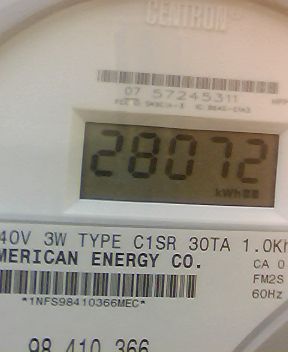 CENTRON
07 57245311
28072
kWh
40V 3W TYPE C1SR 30TA 1.0Kh
MERICAN ENERGY CO.
CA 0
FM2S
*1NFS98410366MEC*
60Hz
98 410 366